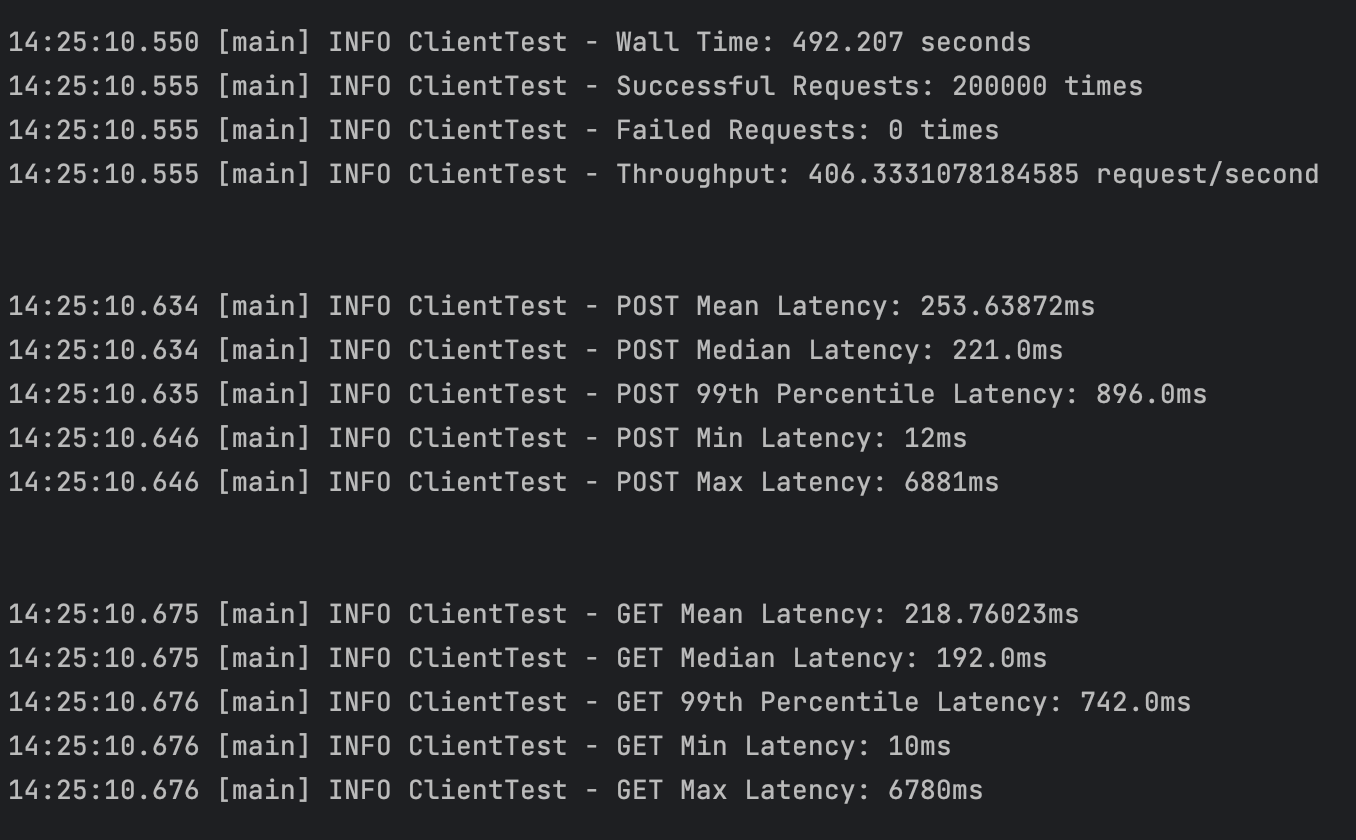 14:25:10.550 [main] INFO ClientTest - Wall Time: 492.207 seconds
14:25:10.555 [main] INFO ClientTest - Successful Requests: 200000 times
14:25:10.555 [main] INFO ClientTest - Failed Requests: 0 times
14:25:10.555 [main] INFO ClientTest - Throughput: 406.3331078184585 request/second
14:25:10.634 [main] INFO ClientTest - POST Mean Latency: 253.63872ms
14:25:10.634 [main] INFO ClientTest - POST Median Latency: 221.0ms
14:25:10.635 [main] INFO ClientTest - POST 99th Percentile Latency: 896.0ms
14:25:10.646 [main] INFO ClientTest - POST Min Latency: 12ms
14:25:10.646 [main] INFO ClientTest - POST Max Latency: 6881ms
14:25:10.675 [main] INFO ClientTest - GET Mean Latency: 218.76023ms
14:25:10.675 [main] INFO ClientTest - GET Median Latency: 192.0ms
14:25:10.676 [main] INFO ClientTest - GET 99th Percentile Latency: 742.0ms
14:25:10.676 [main] INFO ClientTest - GET Min Latency: 10ms
14:25:10.676 [main] INFO ClientTest - GET Max Latency: 6780ms